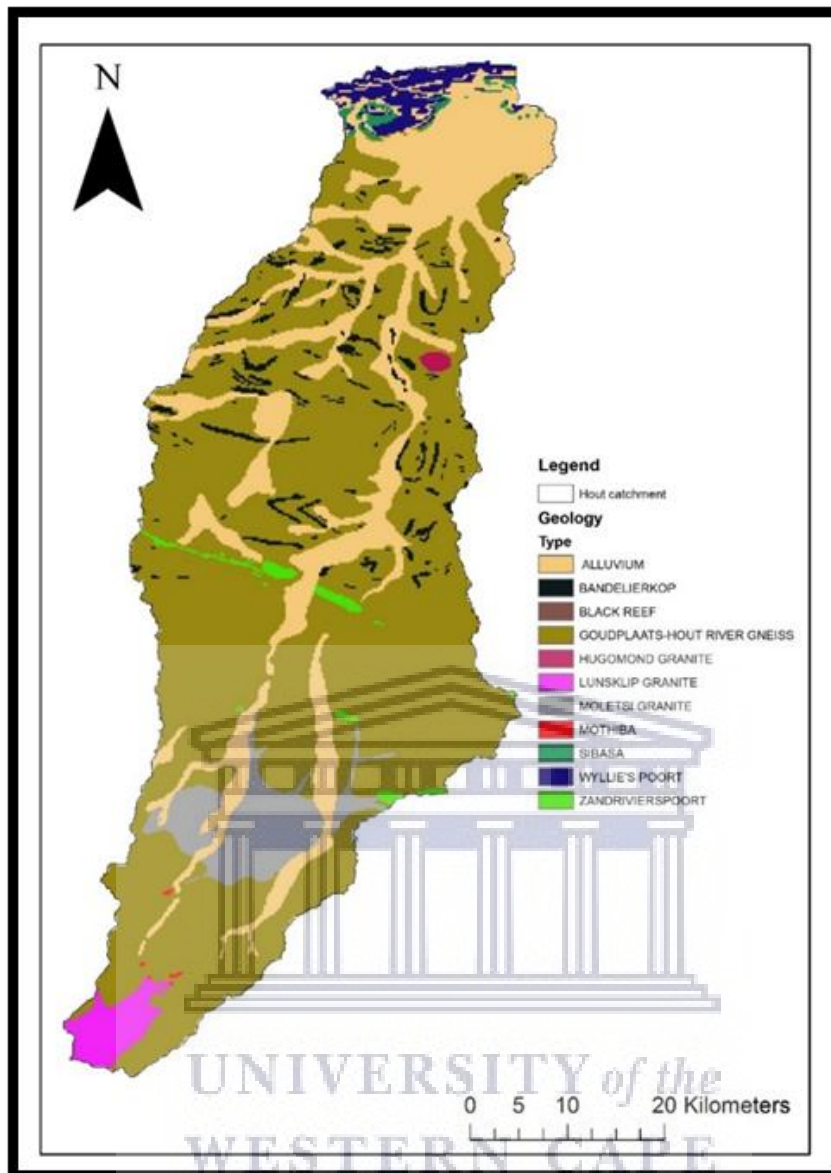 N
Legend
Hout catchment
Geology
Type
ALLUVIUM
BANDELIERKOP
BLACK REEF
GOUDPLAATS-HOUT RIVER GNEISS
HUGOMOND GRANITE
LUNSKLIP GRANITE
MOLETSI GRANITE
MOTHIBA
SIBASA
WYLLIE'S POORT
ZANDRIVIERSPOORT
UNIVERSITY of the
0 5 10 20 Kilometers
WESTERN CAPE